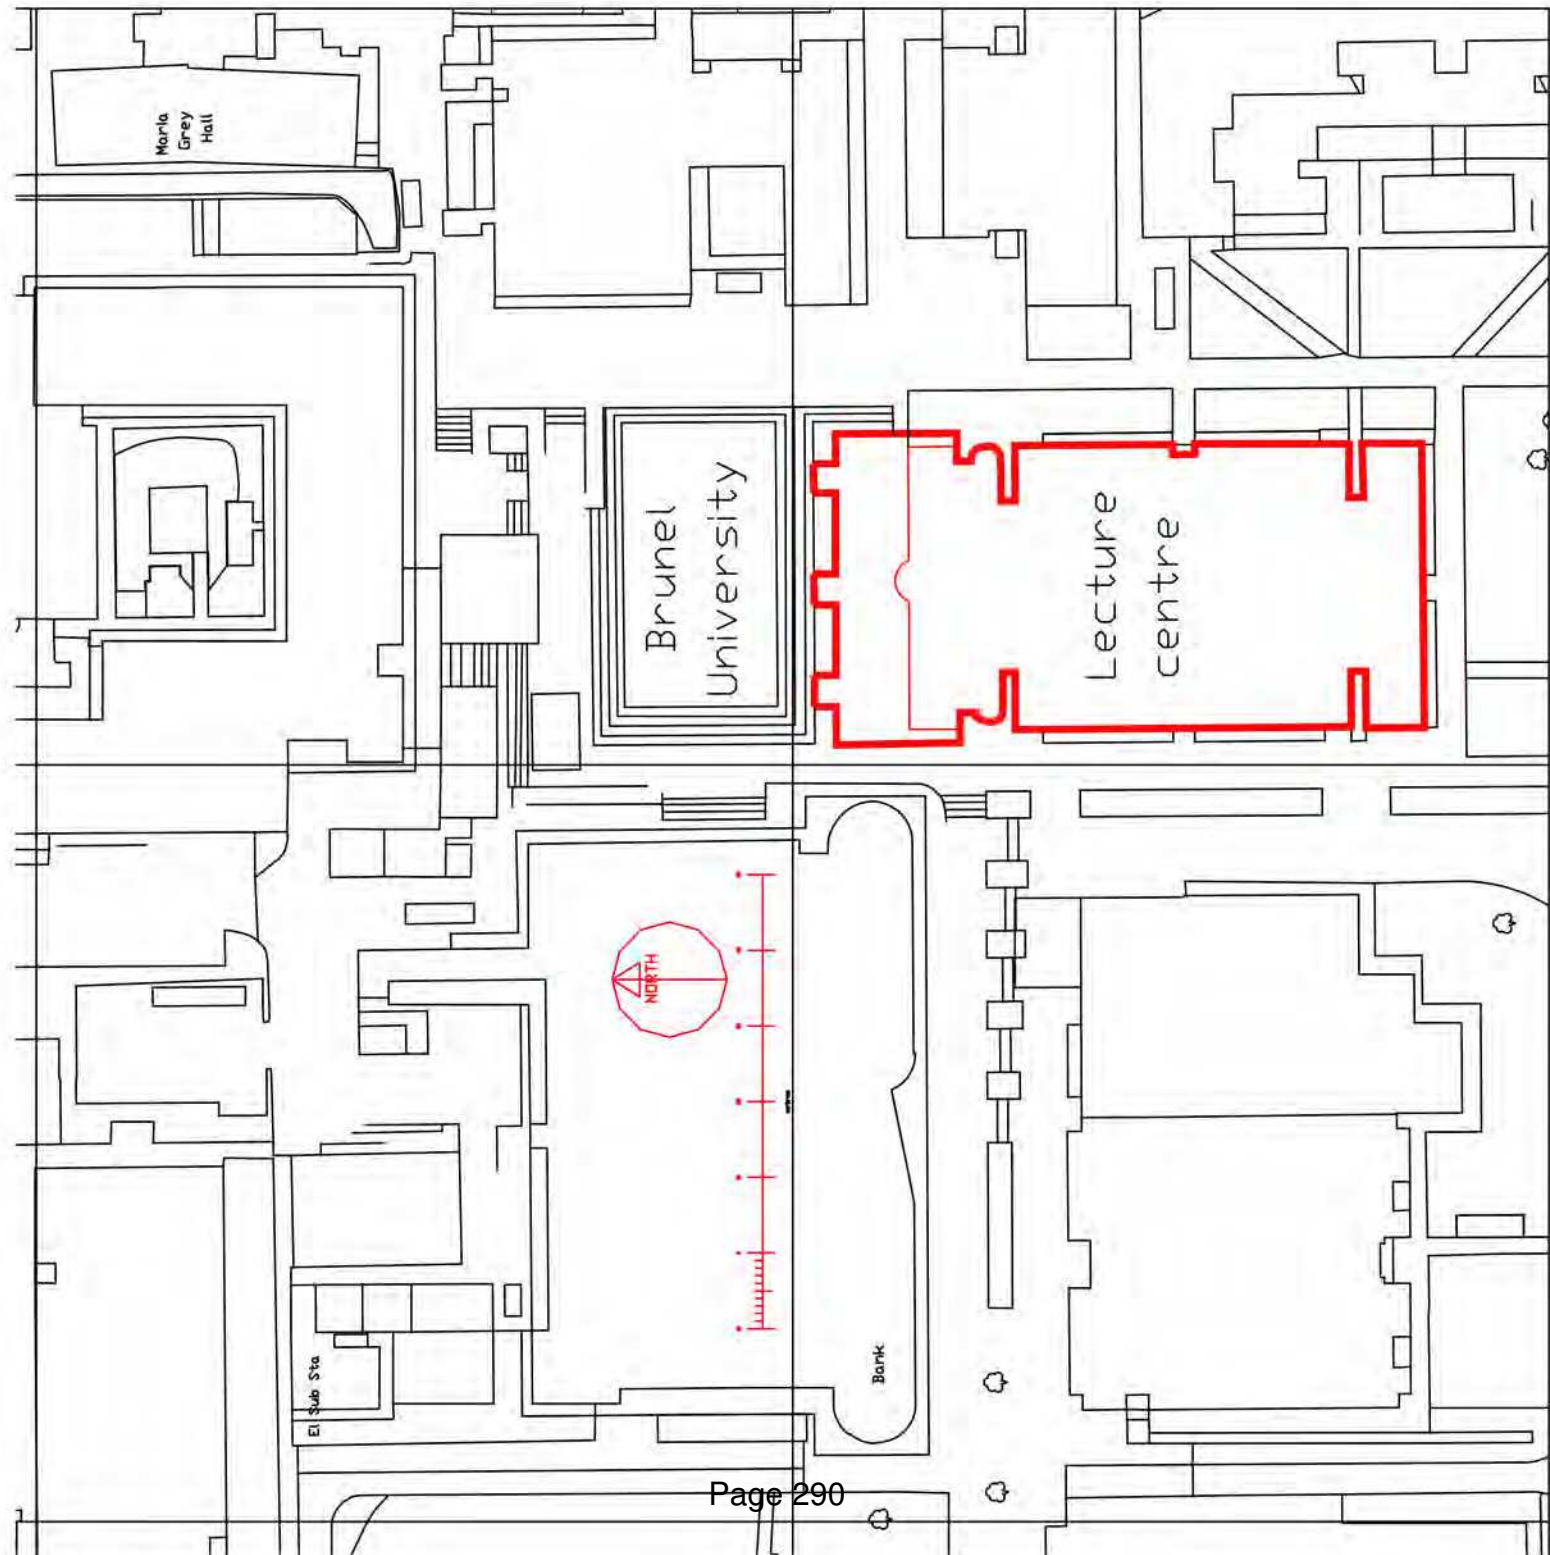 Maria
Grey
Hall
Brunel
University
Lecture
centre
NORTH
Bank
El Sub Sta
Page 290